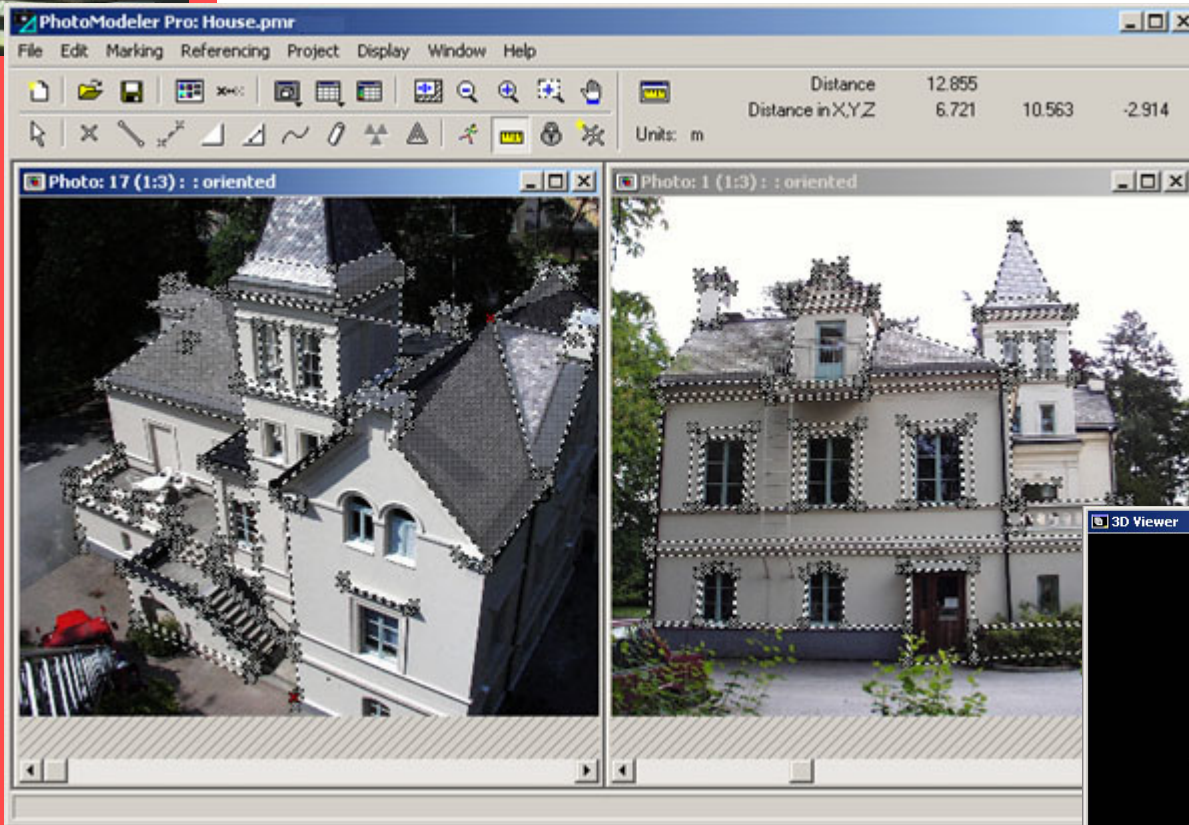 PhotoModeler Pro: House.pmr
File Edit Marking Referencing Project Display Window Help
Distance 12.855
Distance in X,Y,Z 6.721 10.563 -2.914
Units: m
Photo: 17 (1:3) : : oriented
Photo: 1 (1:3) : : oriented
3D Viewer